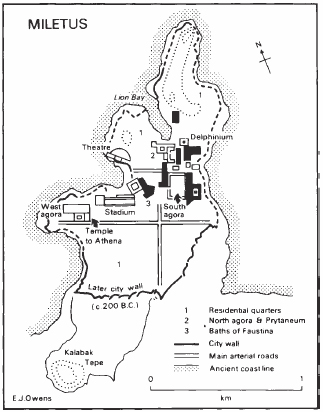 MILETUS
N
Lion Bay
1
1
Delphinium
2
Theatre
3
West
agora
Stadium
South
agora
Temple
to Athena
1
Later city wall
(c 200 B.C.)
1 Residential quarters
2 North agora & Prytaneum
3 Baths of Faustina
City wall
Main arterial roads
Ancient coast line
Kalabak
Tepe
0 1
km
E.J.Owens